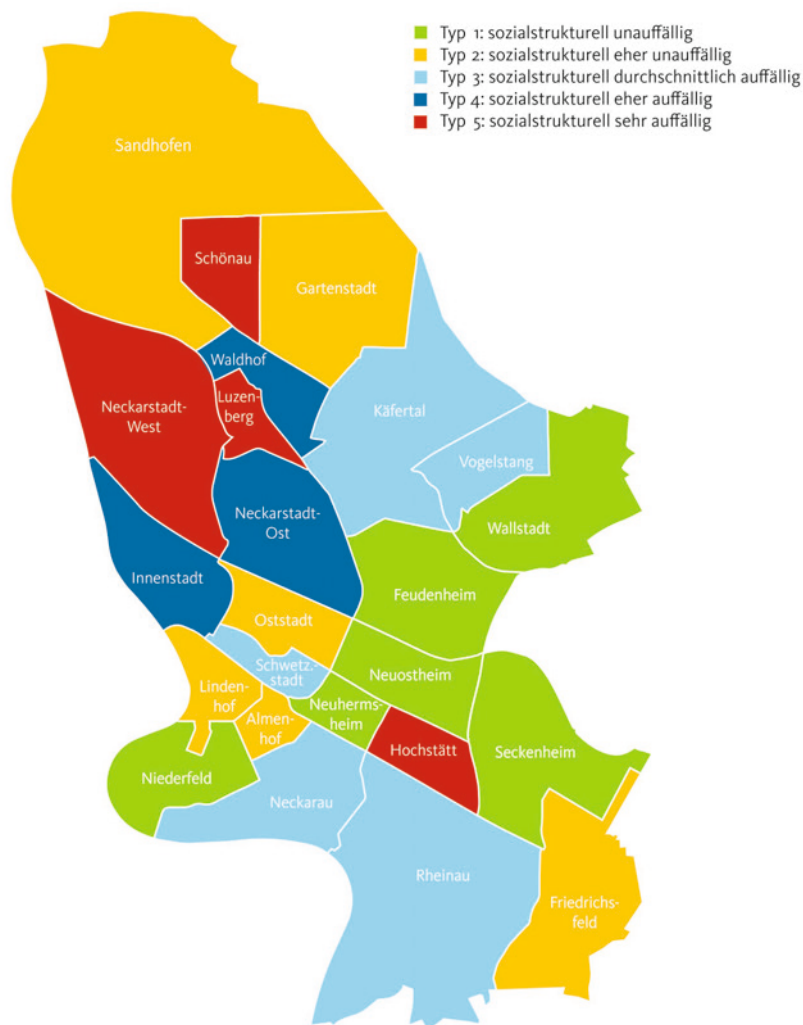 Typ 1: sozialstrukturell unauffällig
Typ 2: sozialstrukturell eher unauffällig
Typ 3: sozialstrukturell durchschnittlich auffällig
Typ 4: sozialstrukturell eher auffällig
Typ 5: sozialstrukturell sehr auffällig
Sandhofen
Schönau
Gartenstadt
Waldhof
Luzen-
berg
Neckarstadt-
West
Käfertal
Vogelstang
Wallstadt
Neckarstadt-
Ost
Innenstadt
Feudenheim
Oststadt
Schwetz.-
stadt
Neuostheim
Linden-
hof
Almen-
hof
Neuherms-
heim
Hochstätt
Seckenheim
Niederfeld
Neckarau
Rheinau
Friedrichs-
feld